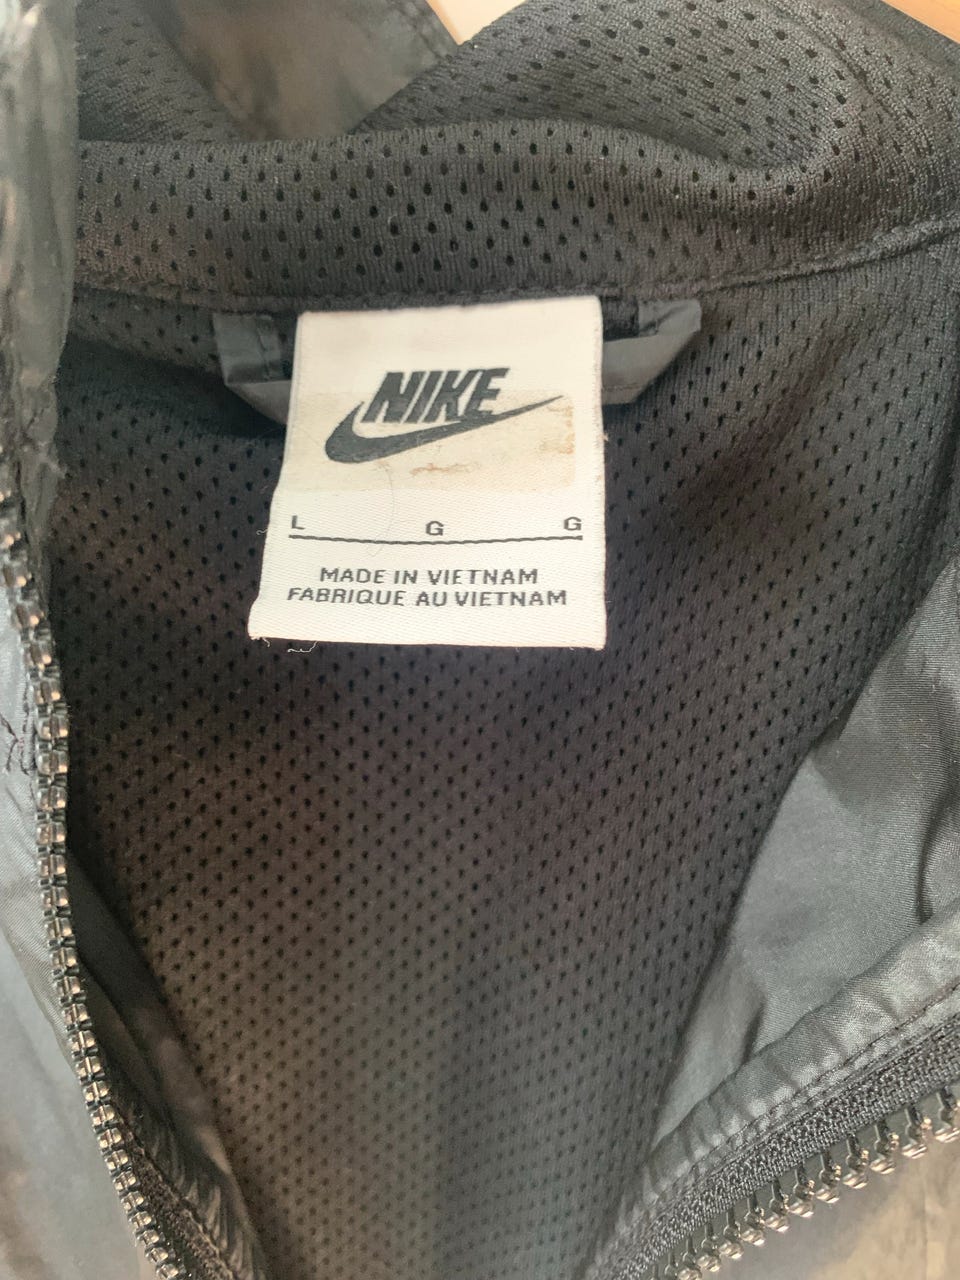 NIKE
L G G
MADE IN VIETNAM
FABRIQUE AU VIETNAM